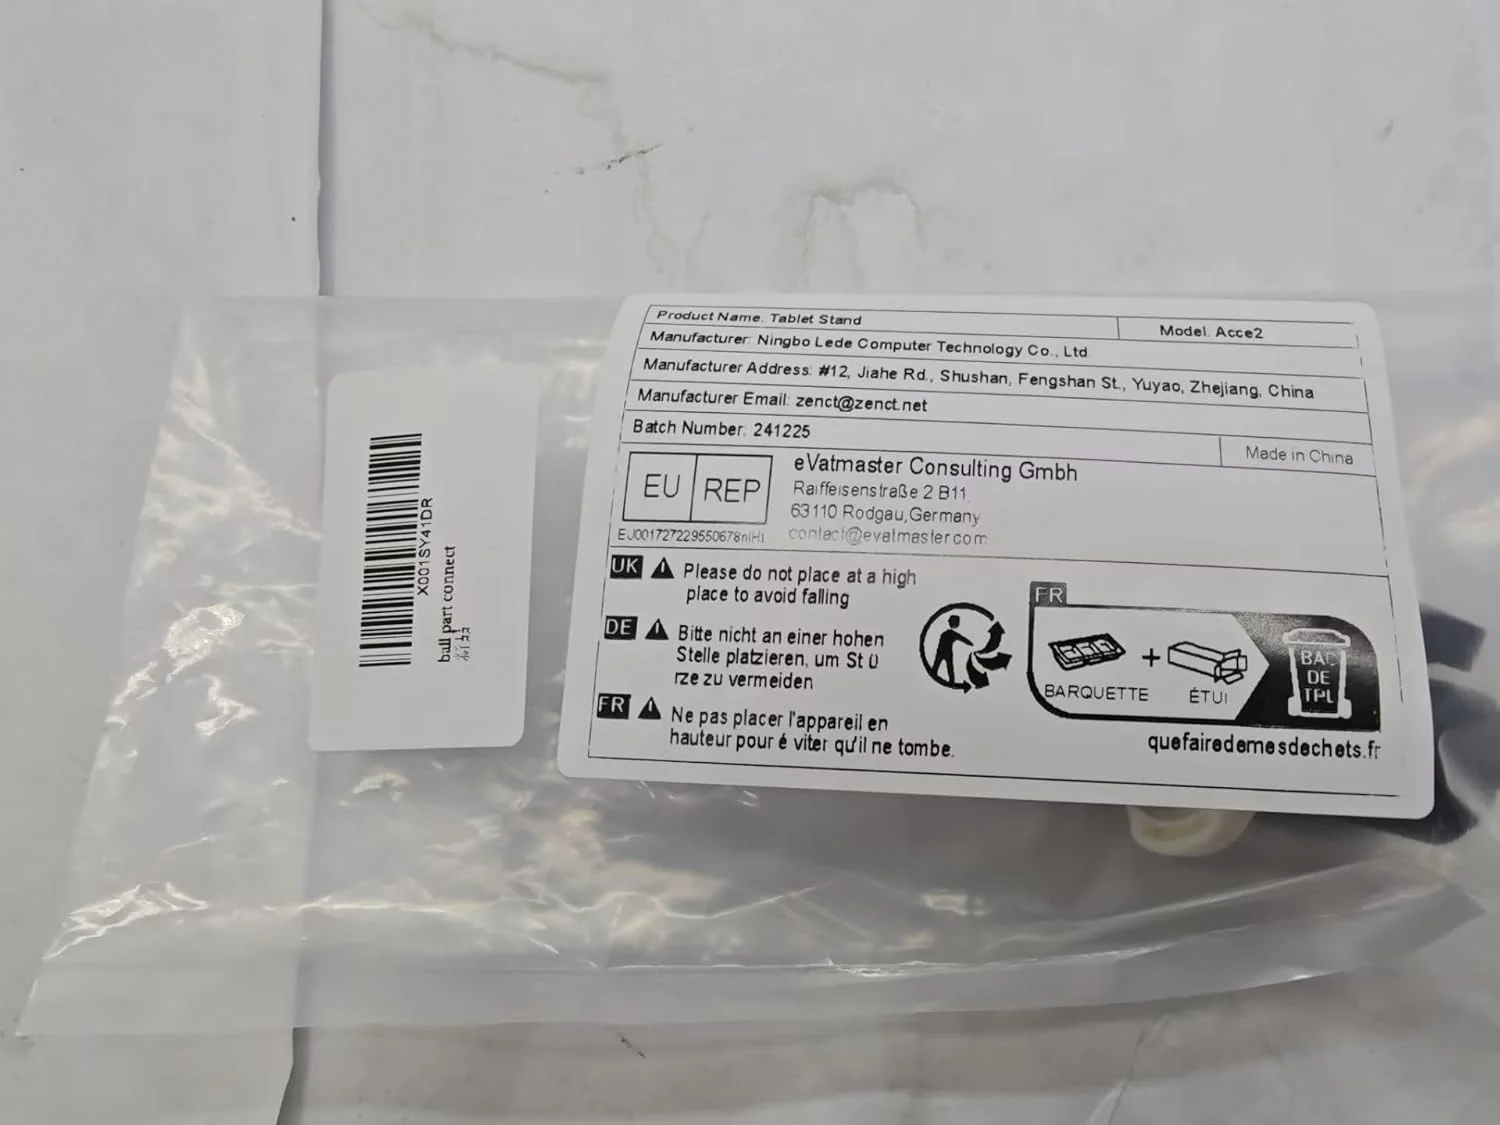 X001SY41DR
ball part connect
新品
Product Name. Tablet Stand
Model. Acce2
Manufacturer: Ningbo Lede Computer Technology Co., Ltd
Manufacturer Address: #12, Jiahe Rd., Shushan, Fengshan St., Yuyao, Zhejiang, China
Manufacturer Email: zenct@zenct.net
Batch Number: 241225
Made in China
EU REP
eVatmaster Consulting Gmbh
Raiffeisenstraße 2 B11
63110 Rodgau,Germany
contact@evatmaster.com
UK Please do not place at a high
place to avoid falling
DE Bitte nicht an einer hohen
Stelle platzieren, um St ü
rze zu vermeiden
FR Ne pas placer l'appareil en
hauteur pour é viter qu'il ne tombe.
FR
BARQUETTE + ÉTUI
BAC
DE
TRI
quefairedemesdechets.fr